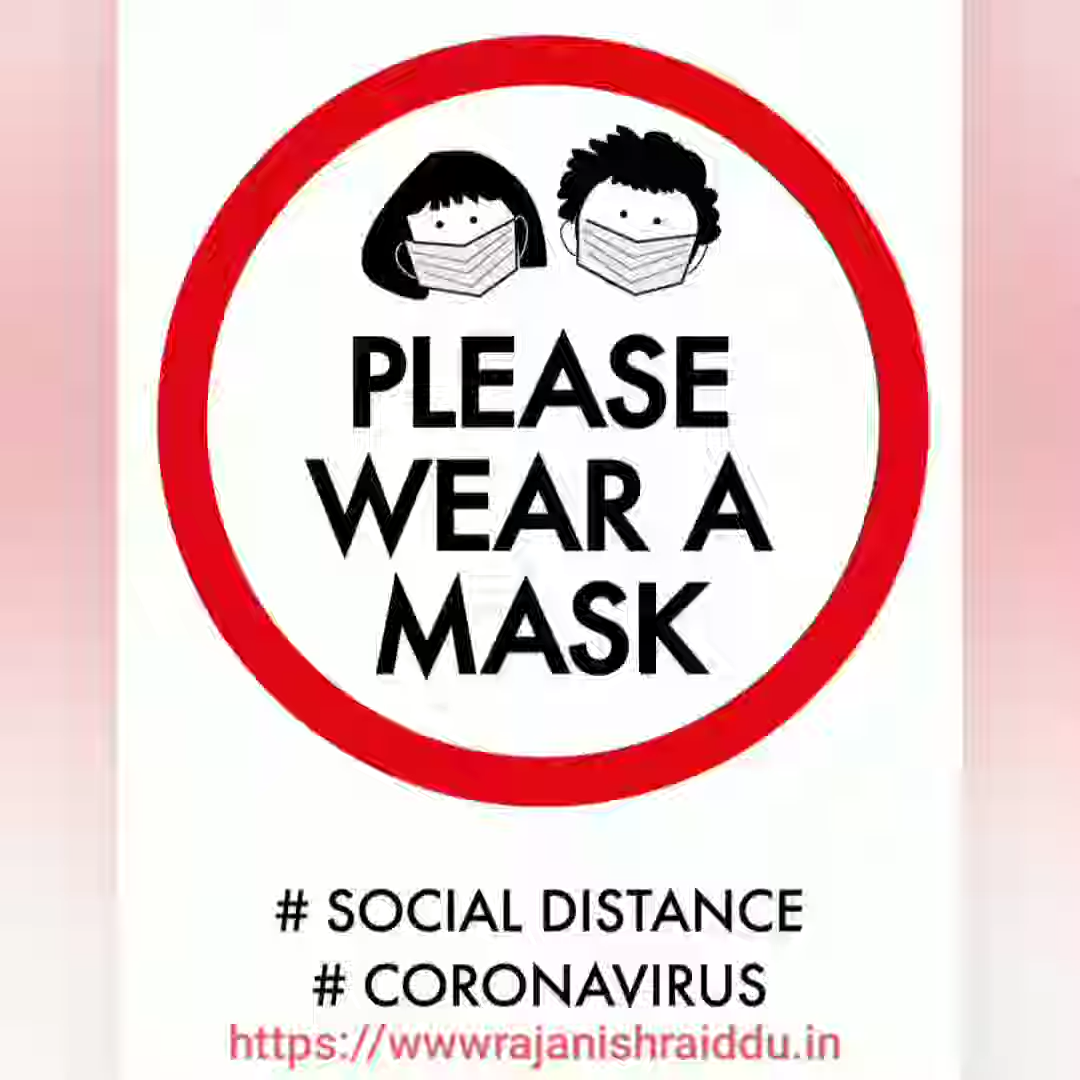 PLEASE
WEAR A
MASK
# SOCIAL DISTANCE
# CORONAVIRUS
https://wwwrajanishraiddu.in